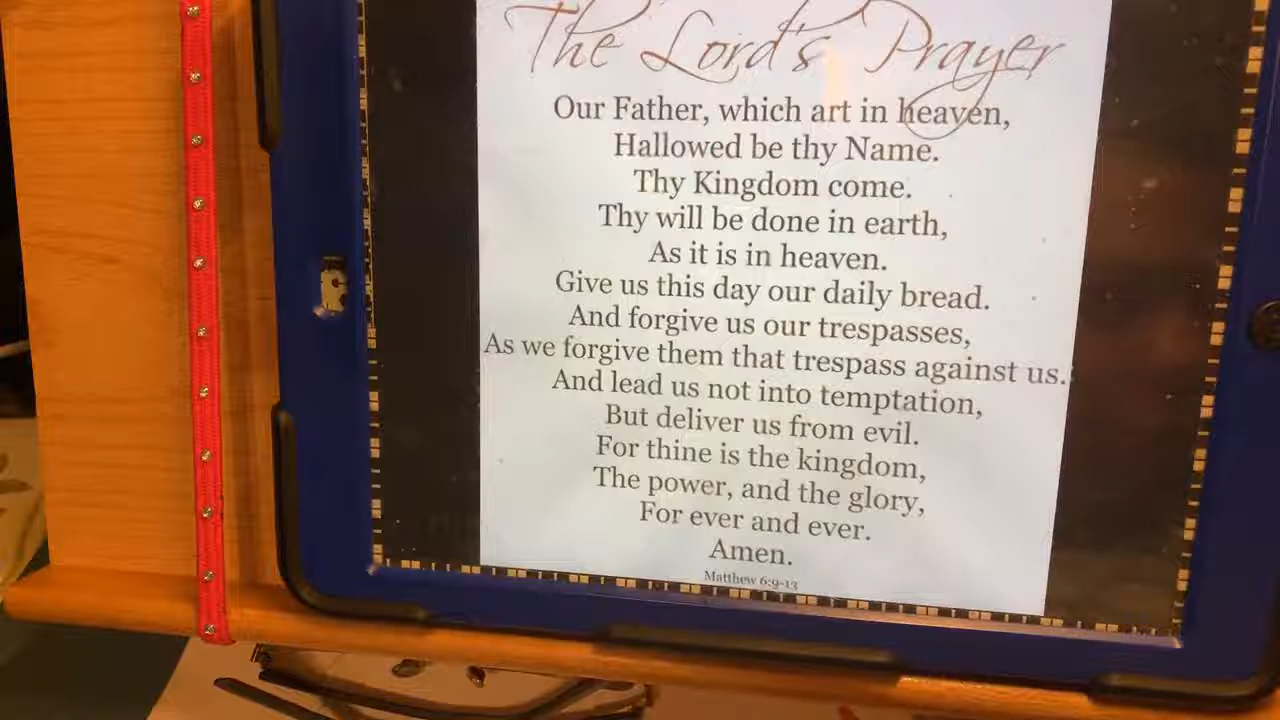 The Lord's Prayer
Our Father, which art in heaven,
Hallowed be thy Name.
Thy Kingdom come.
Thy will be done in earth,
As it is in heaven.
Give us this day our daily bread.
And forgive us our trespasses,
As we forgive them that trespass against us.
And lead us not into temptation,
But deliver us from evil.
For thine is the kingdom,
The power, and the glory,
For ever and ever.
Amen.
Matthew 6:9-13